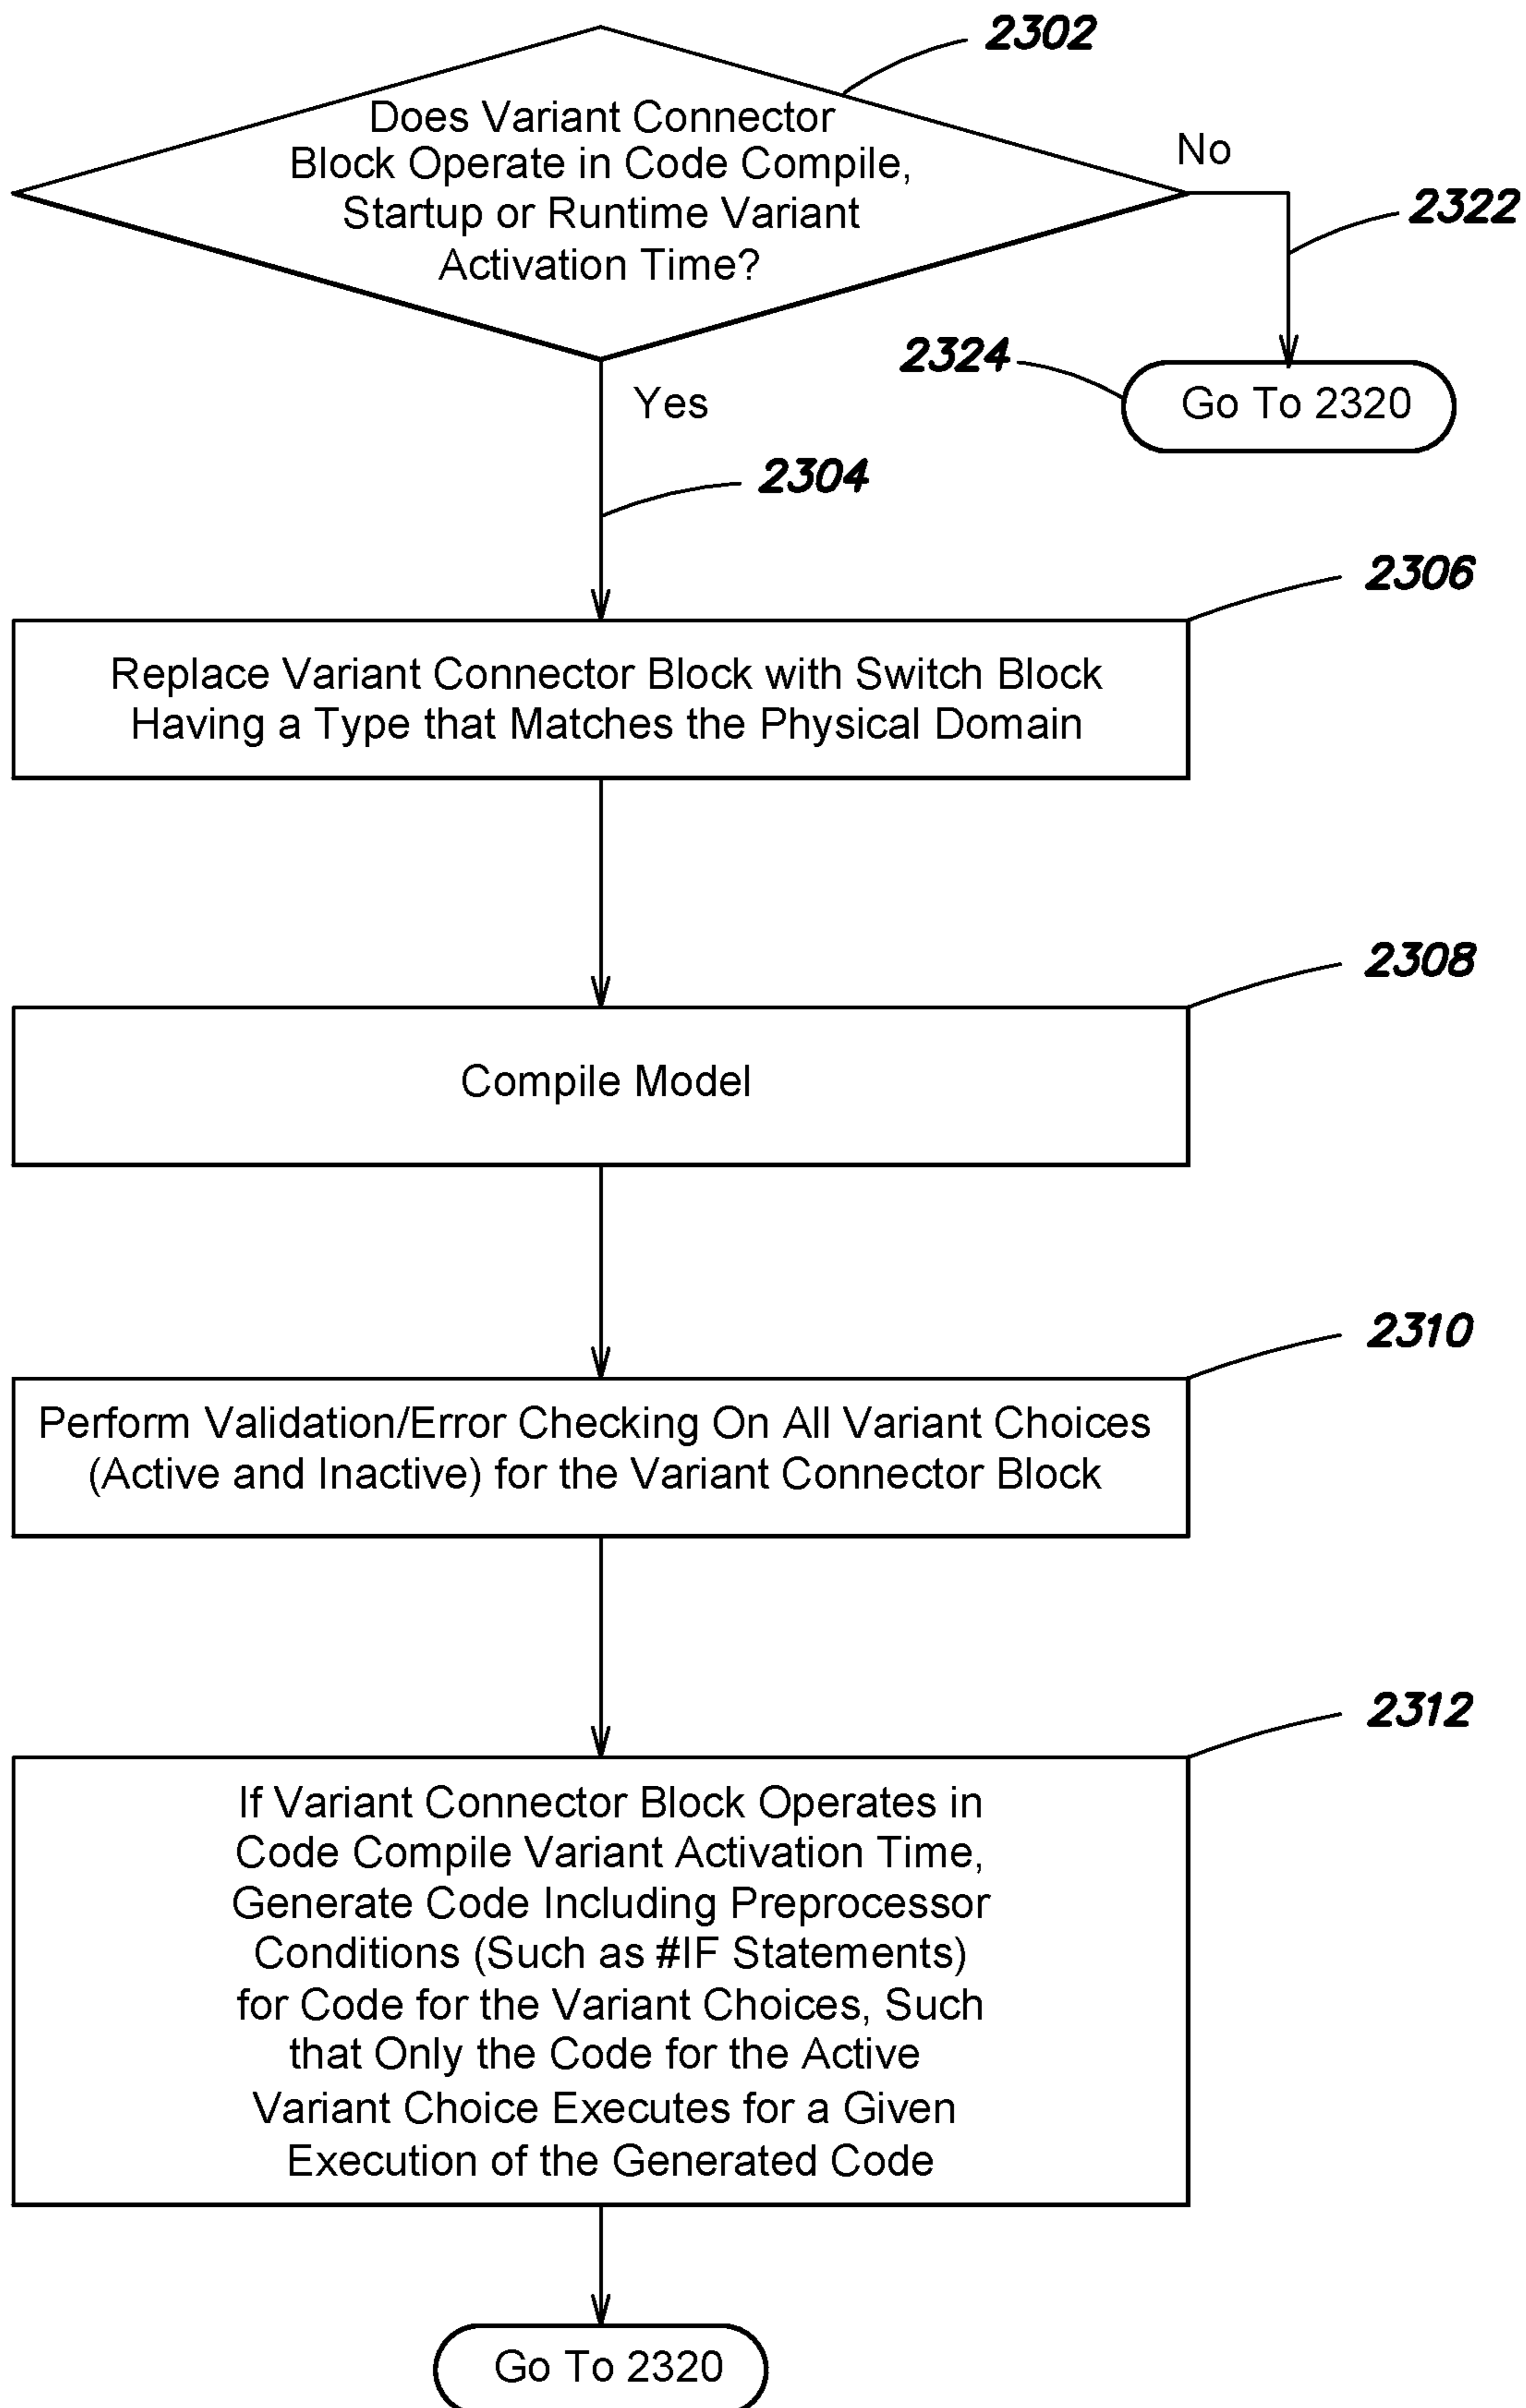 2302
Does Variant Connector
Block Operate in Code Compile,
Startup or Runtime Variant
Activation Time?
No
2322
2324
Go To 2320
Yes
2304
2306
Replace Variant Connector Block with Switch Block
Having a Type that Matches the Physical Domain
2308
Compile Model
2310
Perform Validation/Error Checking On All Variant Choices
(Active and Inactive) for the Variant Connector Block
2312
If Variant Connector Block Operates in
Code Compile Variant Activation Time,
Generate Code Including Preprocessor
Conditions (Such as #IF Statements)
for Code for the Variant Choices, Such
that Only the Code for the Active
Variant Choice Executes for a Given
Execution of the Generated Code
Go To 2320